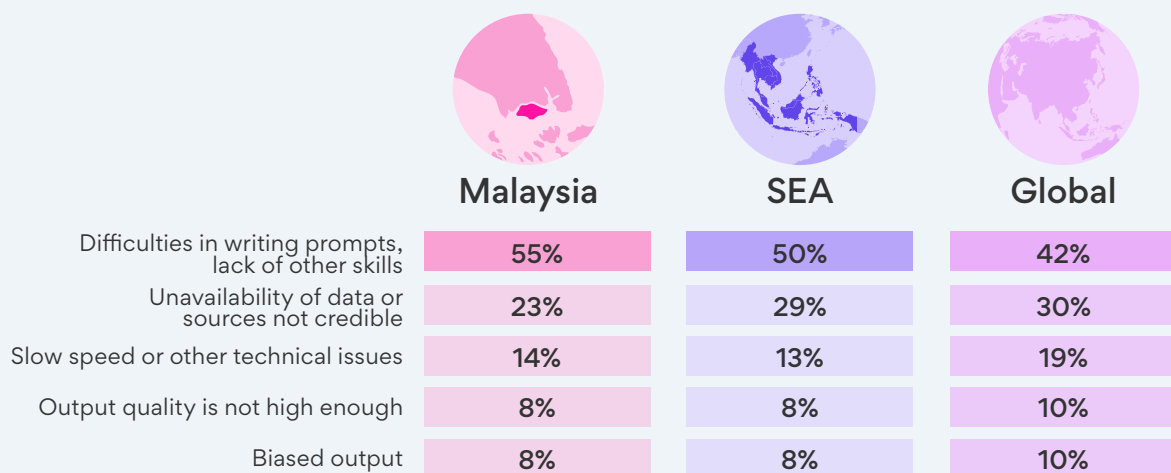 Malaysia SEA Global
Difficulties in writing prompts,
lack of other skills
55% 50% 42%
Unavailability of data or
sources not credible
23% 29% 30%
Slow speed or other technical issues 14% 13% 19%
Output quality is not high enough 8% 8% 10%
Biased output 8% 8% 10%